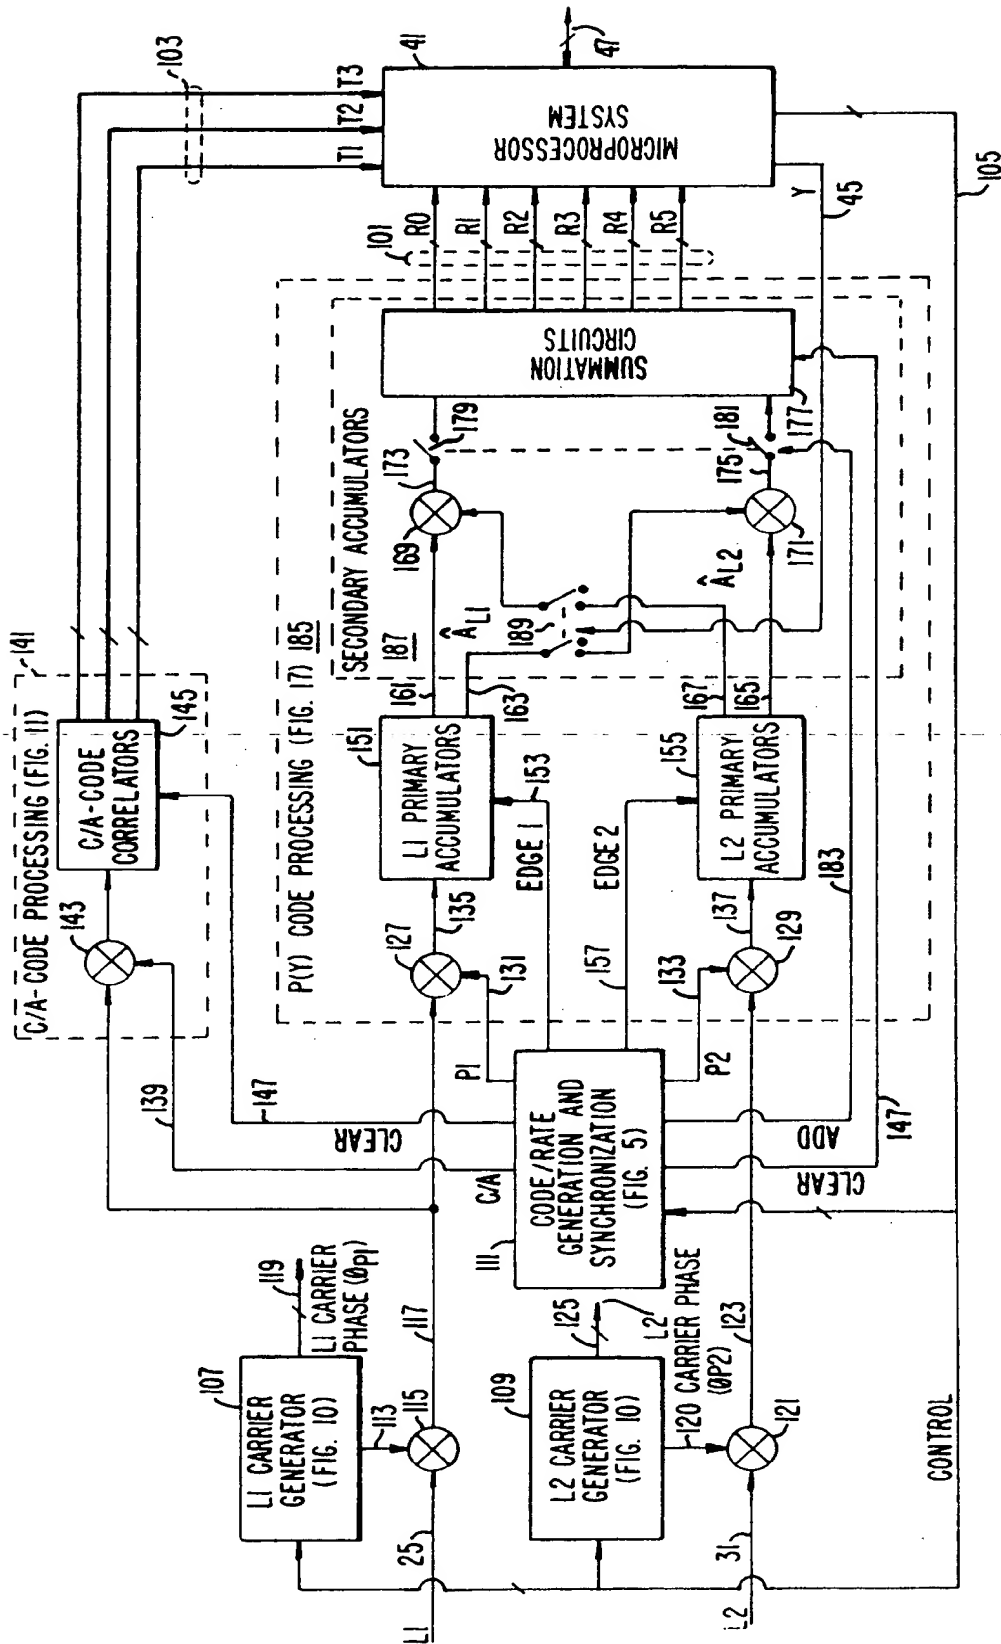 C/A-CODE PROCESSING (FIG. 11)
141
143
C/A-CODE
CORRELATORS
145
139
147
CLEAR
C/A
103
T1
T2
T3
107
L1 CARRIER
GENERATOR
(FIG. 10)
119
L1 CARRIER
PHASE (ØP1)
113
115
117
25
L1
109
L2 CARRIER
GENERATOR
(FIG. 10)
125
L2
120 CARRIER PHASE
(ØP2)
121
123
31
L2
CONTROL
105
111
CODE/RATE
GENERATION AND
SYNCHRONIZATION
(FIG. 5)
P1
P2
CLEAR
ADD
147
183
P(Y) CODE PROCESSING (FIG. 17) 185
127
131
135
133
129
137
151
L1 PRIMARY
ACCUMULATORS
153
EDGE 1
EDGE 2
157
155
L2 PRIMARY
ACCUMULATORS
SECONDARY ACCUMULATORS
187
161
163
167
165
ÂL1
ÂL2
189
169
173
179
171
175
181
177
SUMMATION
CIRCUITS
101
R0
R1
R2
R3
R4
R5
41
MICROPROCESSOR
SYSTEM
47
Y
45